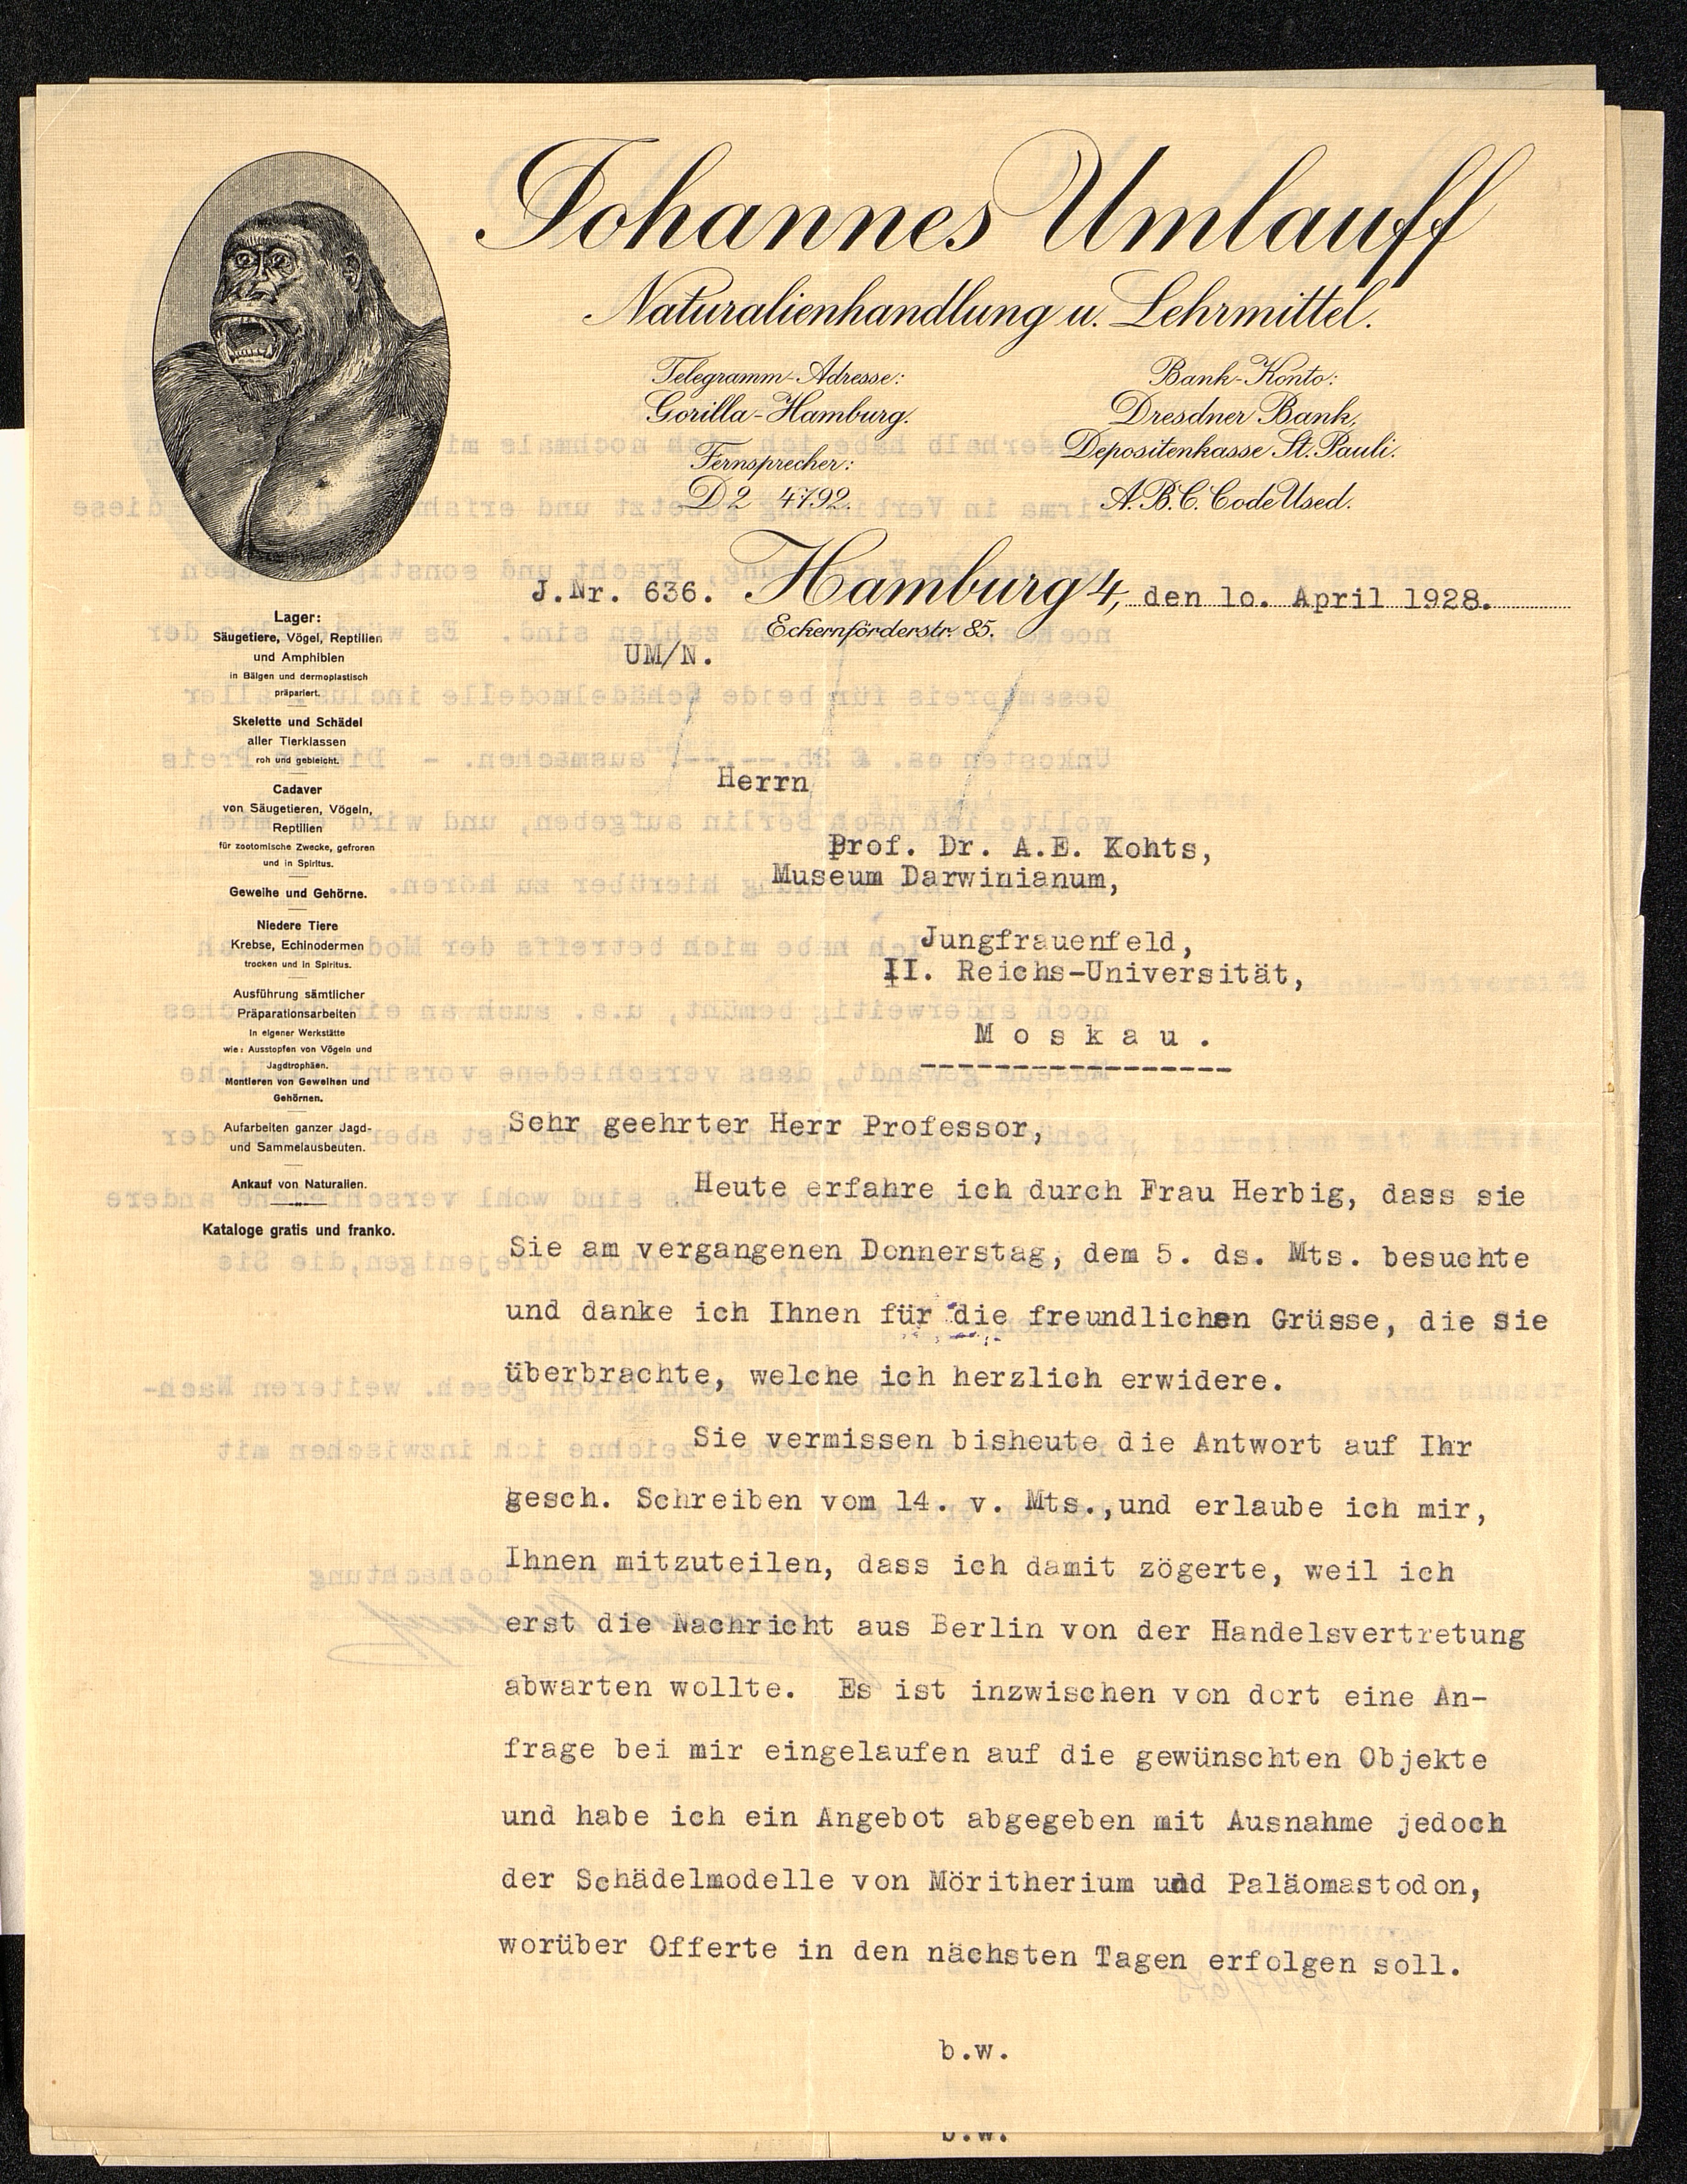 Johannes Umlauff
Naturalienhandlung u. Lehrmittel.
Telegramm-Adresse:
Gorilla-Hamburg.
Fernsprecher:
D2 4792.
Bank-Konto:
Dresdner Bank,
Depositenkasse St. Pauli.
A.B.C. Code Used.
J.Nr. 636. Hamburg 4, den 1o. April 1928.
Eckernförderstr. 85.
UM/N.
Lager:
Säugetiere, Vögel, Reptilien
und Amphibien
in Bälgen und dermoplastisch
präpariert.
Skelette und Schädel
aller Tierklassen
roh und gebleicht.
Cadaver
von Säugetieren, Vögeln,
Reptilien
für zootomische Zwecke, gefroren
und in Spiritus.
Geweihe und Gehörne.
Niedere Tiere
Krebse, Echinodermen
trocken und in Spiritus.
Ausführung sämtlicher
Präparationsarbeiten
in eigener Werkstätte
wie: Ausstopfen von Vögeln und
Jagdtrophäen.
Montieren von Geweihen und
Gehörnen.
Aufarbeiten ganzer Jagd-
und Sammelausbeuten.
Ankauf von Naturalien.
Kataloge gratis und franko.
Herrn
Prof. Dr. A.E. Kohts,
Museum Darwinianum,
Jungfrauenfeld,
II. Reichs-Universität,
M o s k a u .
Sehr geehrter Herr Professor,
Heute erfahre ich durch Frau Herbig, dass sie
Sie am vergangenen Donnerstag, dem 5. ds. Mts. besuchte
und danke ich Ihnen für die freundlichen Grüsse, die sie
überbrachte, welche ich herzlich erwidere.
Sie vermissen bisheute die Antwort auf Ihr
gesch. Schreiben vom 14. v. Mts.,und erlaube ich mir,
Ihnen mitzuteilen, dass ich damit zögerte, weil ich
erst die Nachricht aus Berlin von der Handelsvertretung
abwarten wollte. Es ist inzwischen von dort eine An-
frage bei mir eingelaufen auf die gewünschten Objekte
und habe ich ein Angebot abgegeben mit Ausnahme jedoch
der Schädelmodelle von Möritherium und Paläomastodon,
worüber Offerte in den nächsten Tagen erfolgen soll.
b.w.
b.w.